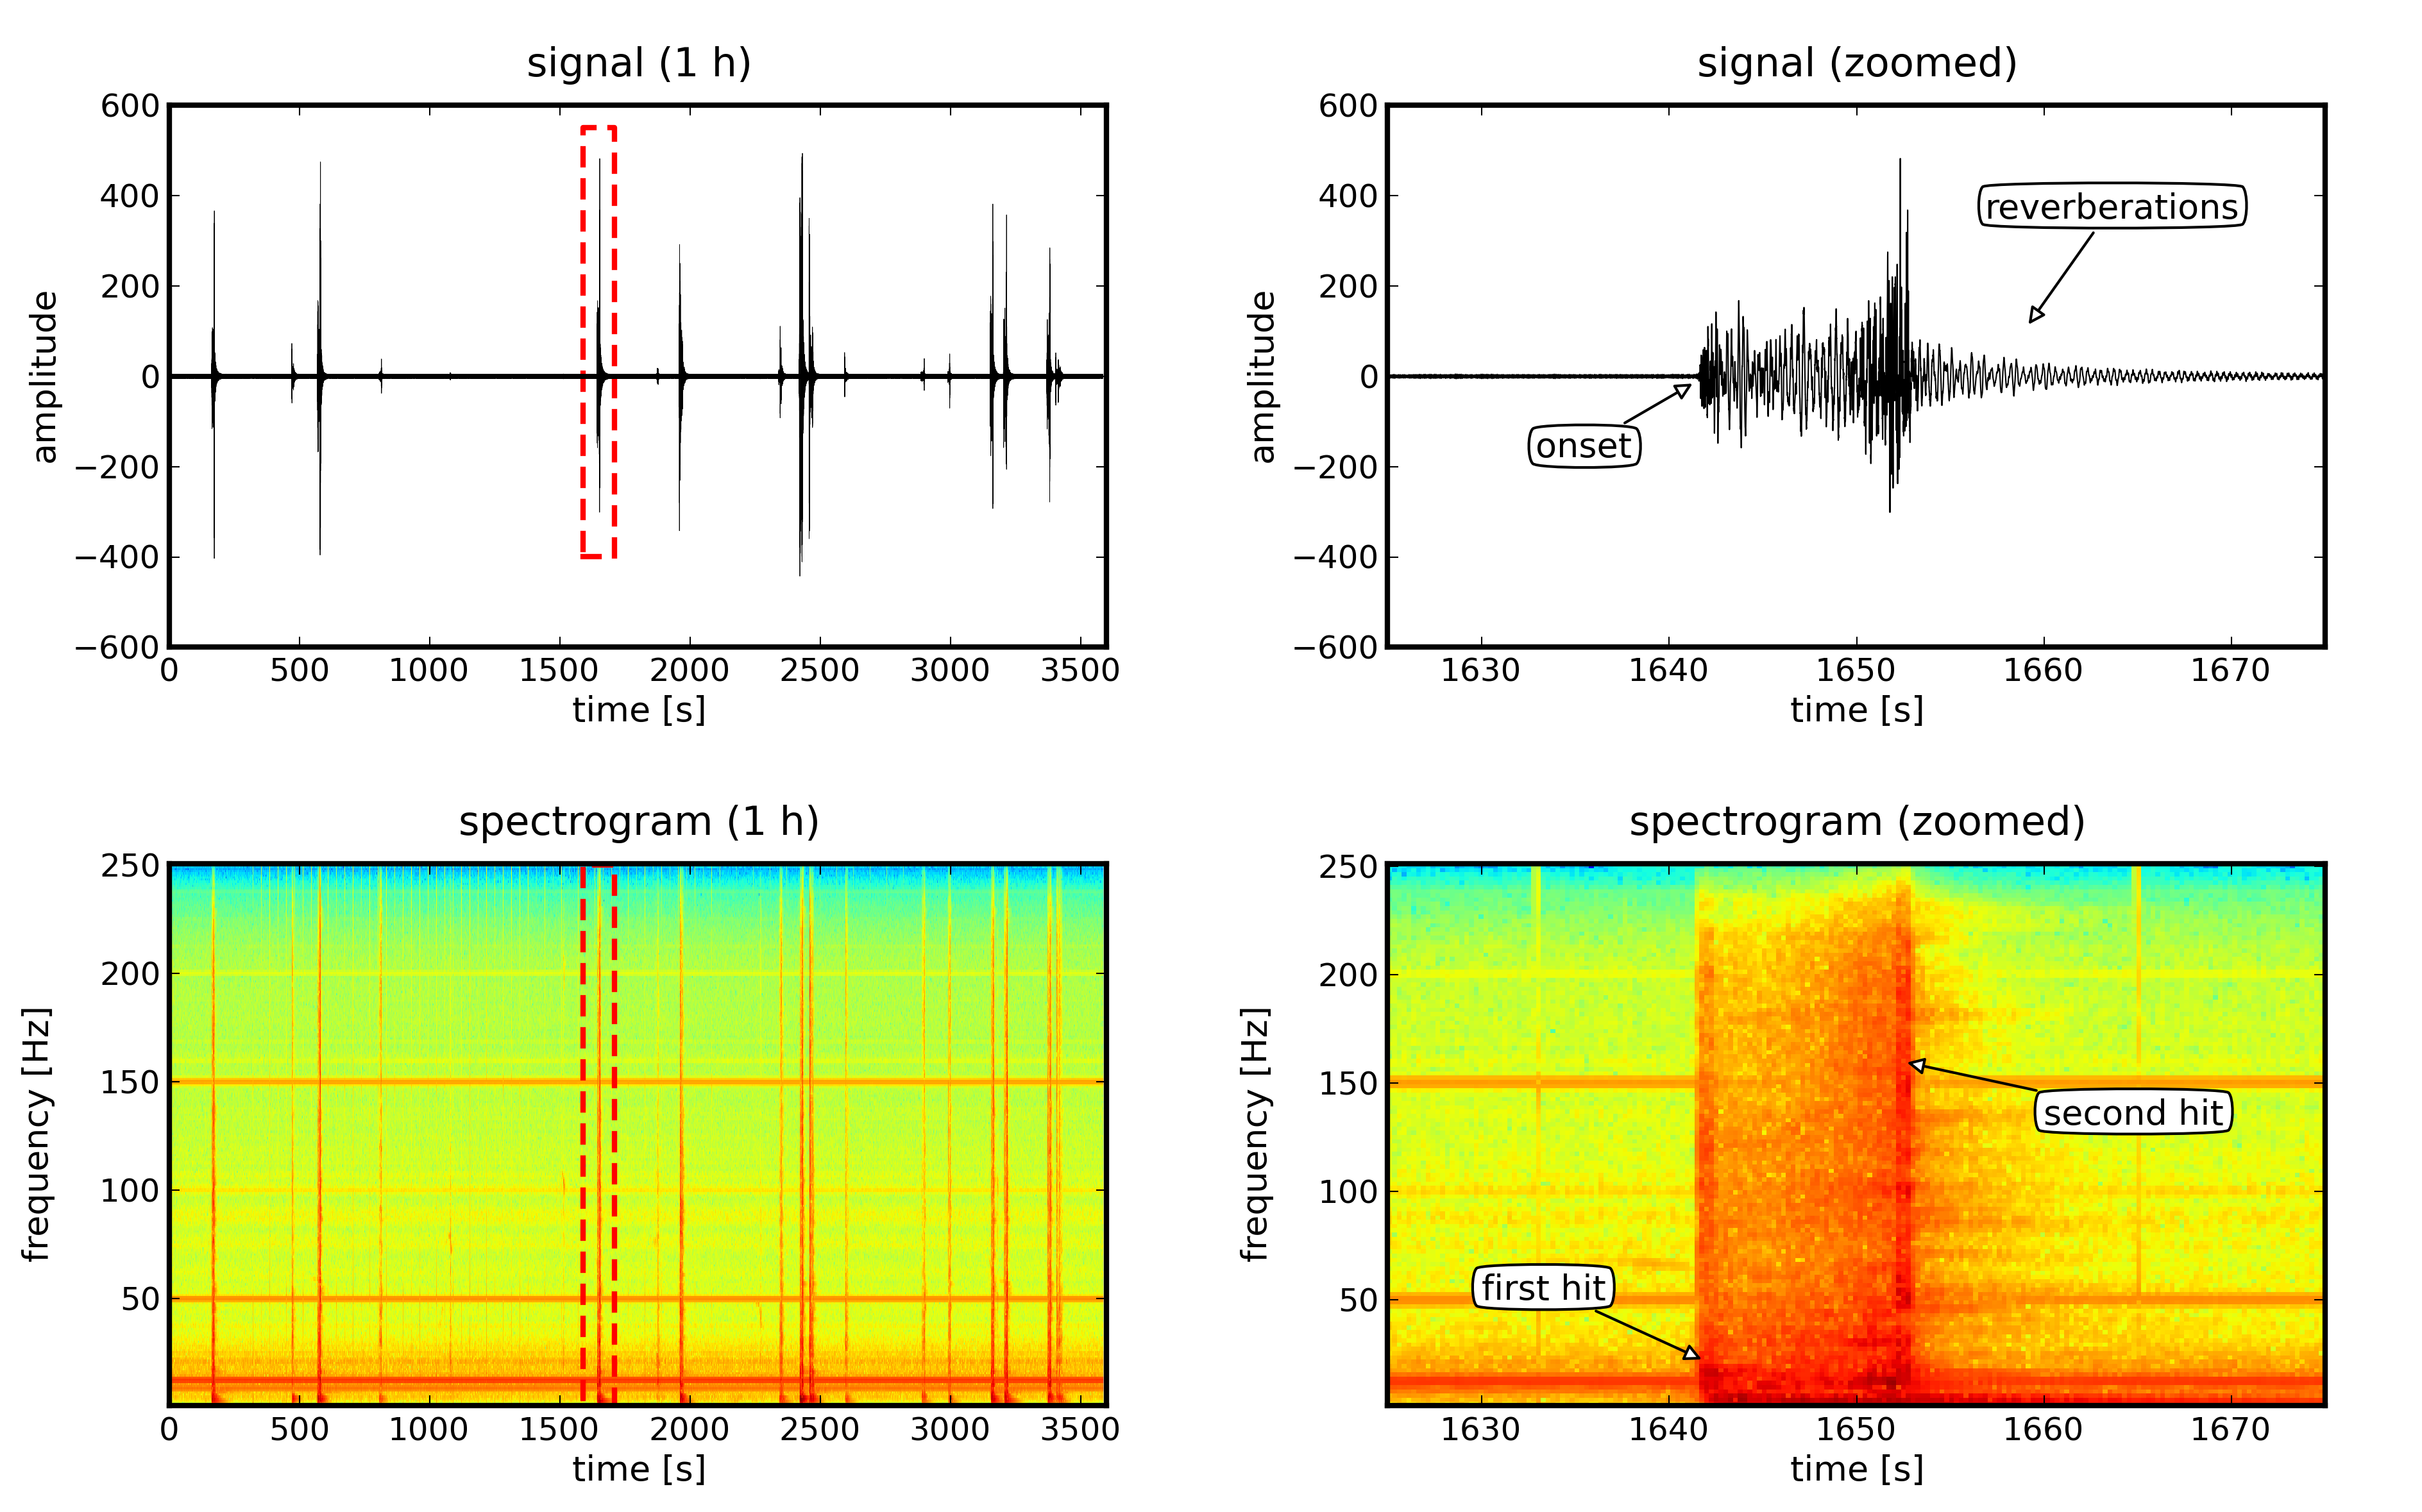 signal (1 h)
600
400
200
0
−200
−400
−600
amplitude
0 500 1000 1500 2000 2500 3000 3500
time [s]
signal (zoomed)
600
400
200
0
−200
−400
−600
amplitude
reverberations
onset
1630 1640 1650 1660 1670
time [s]
spectrogram (1 h)
250
200
150
100
50
frequency [Hz]
0 500 1000 1500 2000 2500 3000 3500
time [s]
spectrogram (zoomed)
250
200
150
100
50
frequency [Hz]
second hit
first hit
1630 1640 1650 1660 1670
time [s]